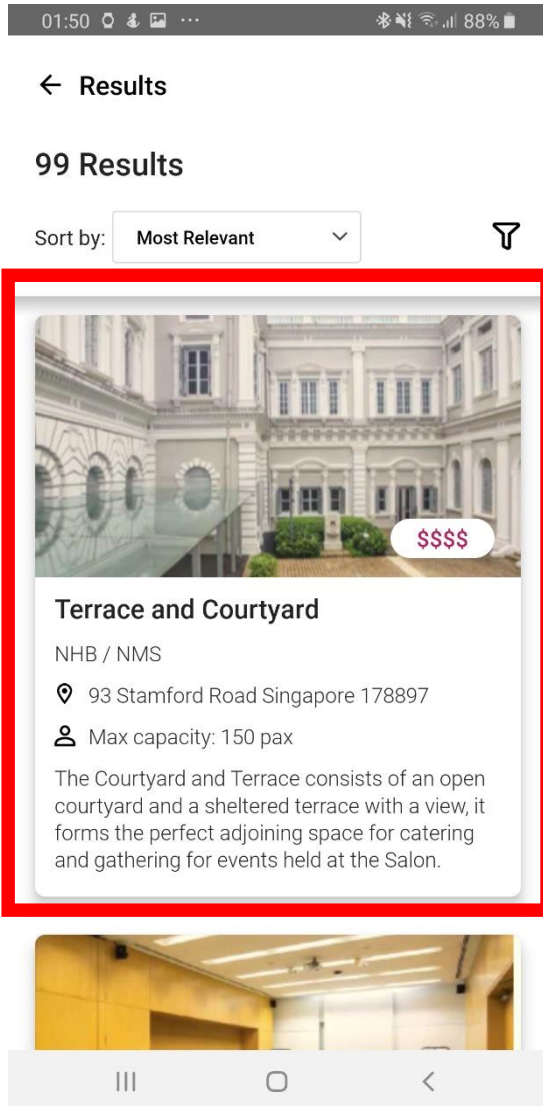 01:50 88%
Results
99 Results
Sort by: Most Relevant
$$$$
Terrace and Courtyard
NHB / NMS
93 Stamford Road Singapore 178897
Max capacity: 150 pax
The Courtyard and Terrace consists of an open
courtyard and a sheltered terrace with a view, it
forms the perfect adjoining space for catering
and gathering for events held at the Salon.